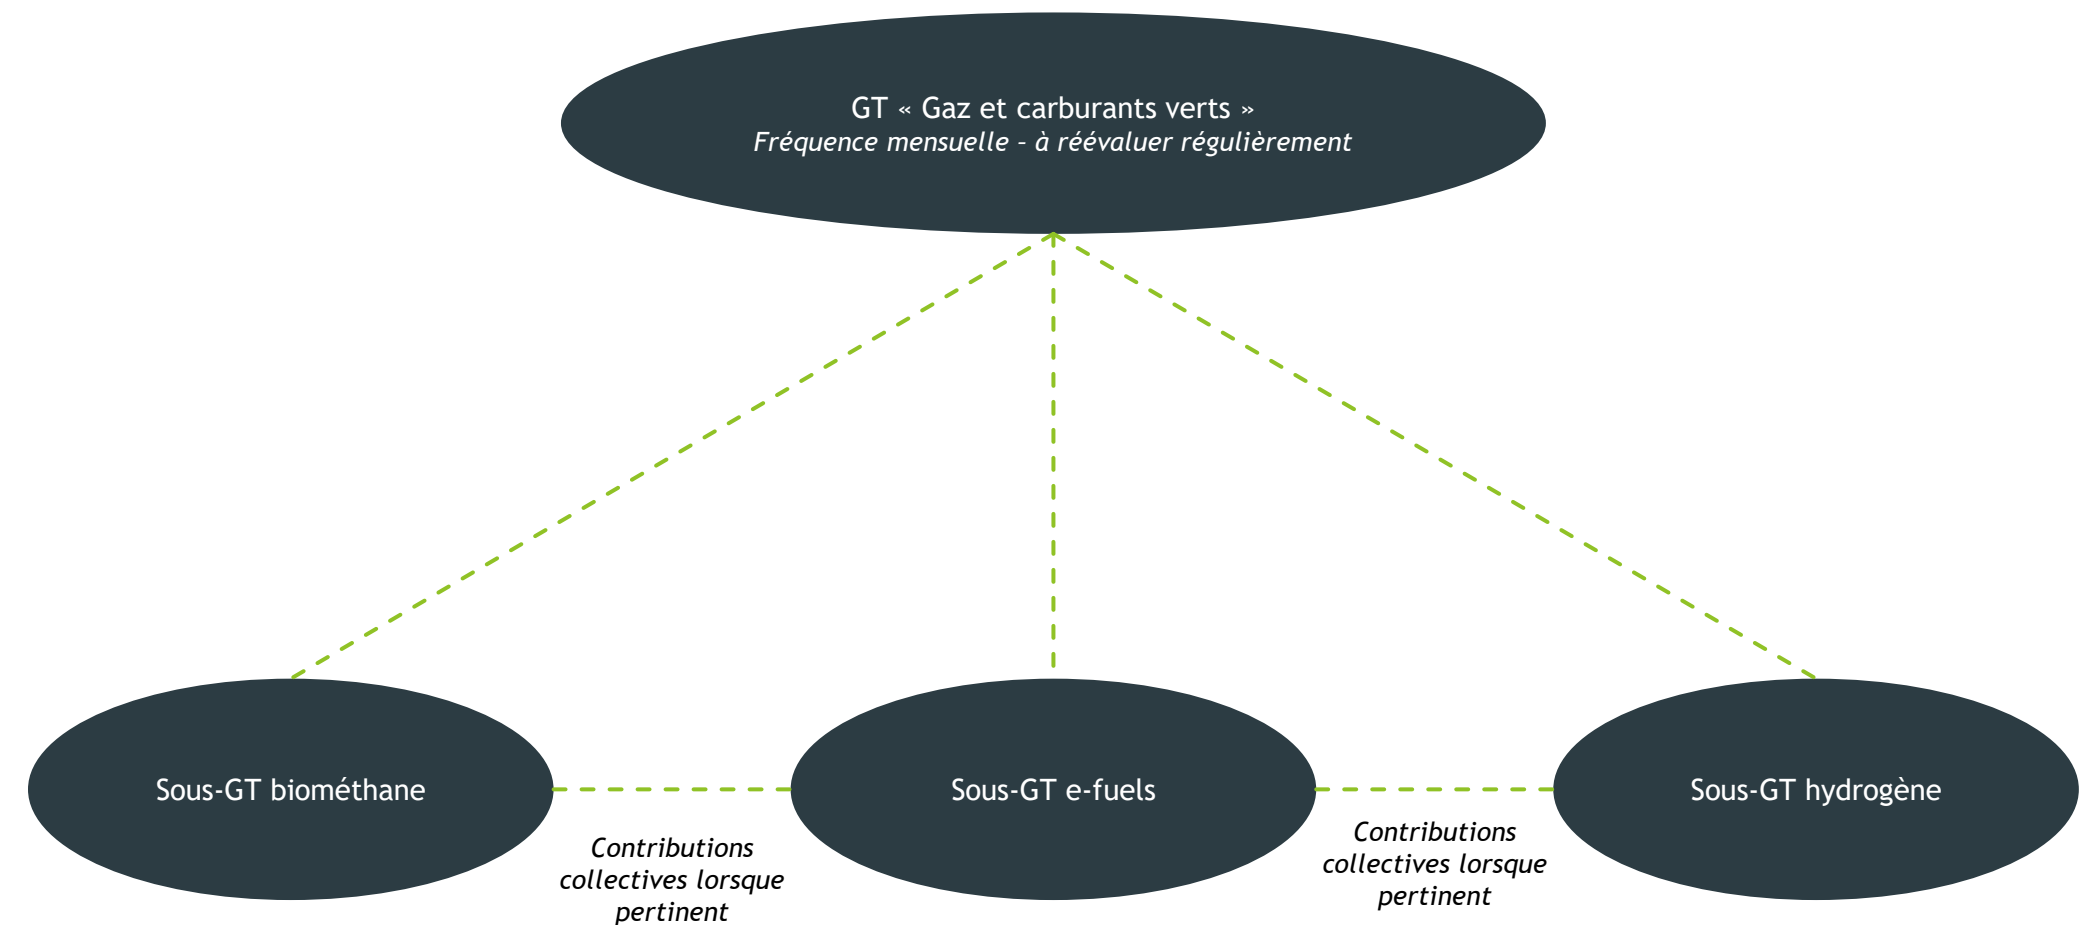 GT « Gaz et carburants verts »
Fréquence mensuelle – à réévaluer régulièrement
Sous-GT biométhane
Sous-GT e-fuels
Sous-GT hydrogène
Contributions
collectives lorsque
pertinent
Contributions
collectives lorsque
pertinent